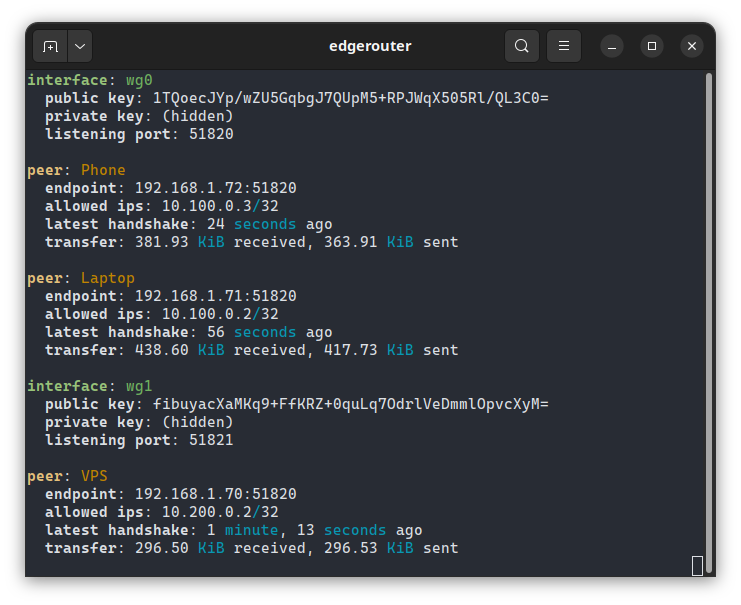 edgerouter
interface: wg0
public key: 1TQoecJYp/wZU5GqbgJ7QUpM5+RPJWqX505Rl/QL3C0=
private key: (hidden)
listening port: 51820
peer: Phone
endpoint: 192.168.1.72:51820
allowed ips: 10.100.0.3/32
latest handshake: 24 seconds ago
transfer: 381.93 KiB received, 363.91 KiB sent
peer: Laptop
endpoint: 192.168.1.71:51820
allowed ips: 10.100.0.2/32
latest handshake: 56 seconds ago
transfer: 438.60 KiB received, 417.73 KiB sent
interface: wg1
public key: fibuyacXaMKq9+FfKRZ+0quLq7OdrlVeDmmlOpvcXyM=
private key: (hidden)
listening port: 51821
peer: VPS
endpoint: 192.168.1.70:51820
allowed ips: 10.200.0.2/32
latest handshake: 1 minute, 13 seconds ago
transfer: 296.50 KiB received, 296.53 KiB sent